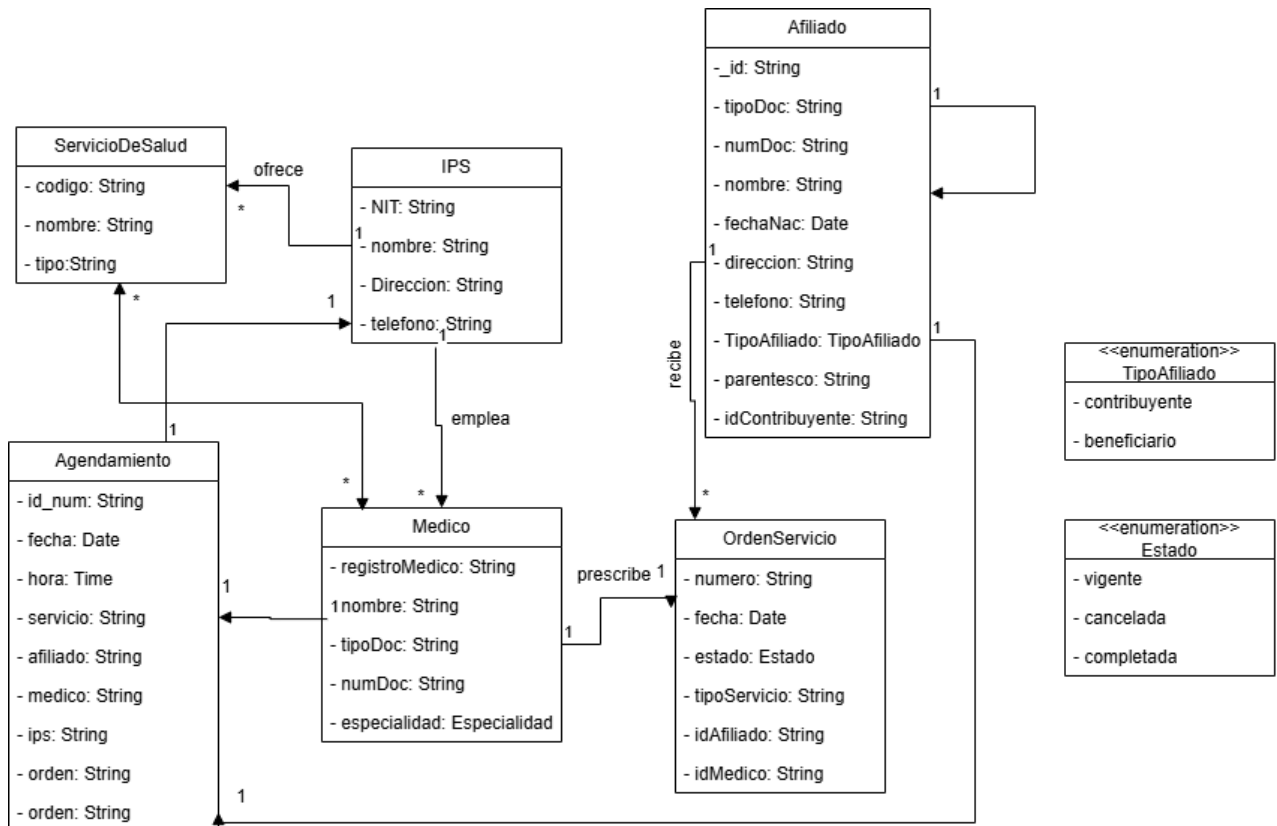 Afiliado
-_id: String
- tipoDoc: String
- numDoc: String
- nombre: String
- fechaNac: Date
- direccion: String
- telefono: String
- TipoAfiliado: TipoAfiliado
- parentesco: String
- idContribuyente: String
1
1
1
recibe
*
ServicioDeSalud
- codigo: String
- nombre: String
- tipo:String
*
*
ofrece
1
IPS
- NIT: String
- nombre: String
- Direccion: String
- telefono: String
1
1
emplea
*
*
<<enumeration>>
TipoAfiliado
- contribuyente
- beneficiario
1
Agendamiento
- id_num: String
- fecha: Date
- hora: Time
- servicio: String
- afiliado: String
- medico: String
- ips: String
- orden: String
- orden: String
1
1
Medico
- registroMedico: String
1
nombre: String
- tipoDoc: String
- numDoc: String
- especialidad: Especialidad
1
prescribe
1
OrdenServicio
- numero: String
- fecha: Date
- estado: Estado
- tipoServicio: String
- idAfiliado: String
- idMedico: String
<<enumeration>>
Estado
- vigente
- cancelada
- completada